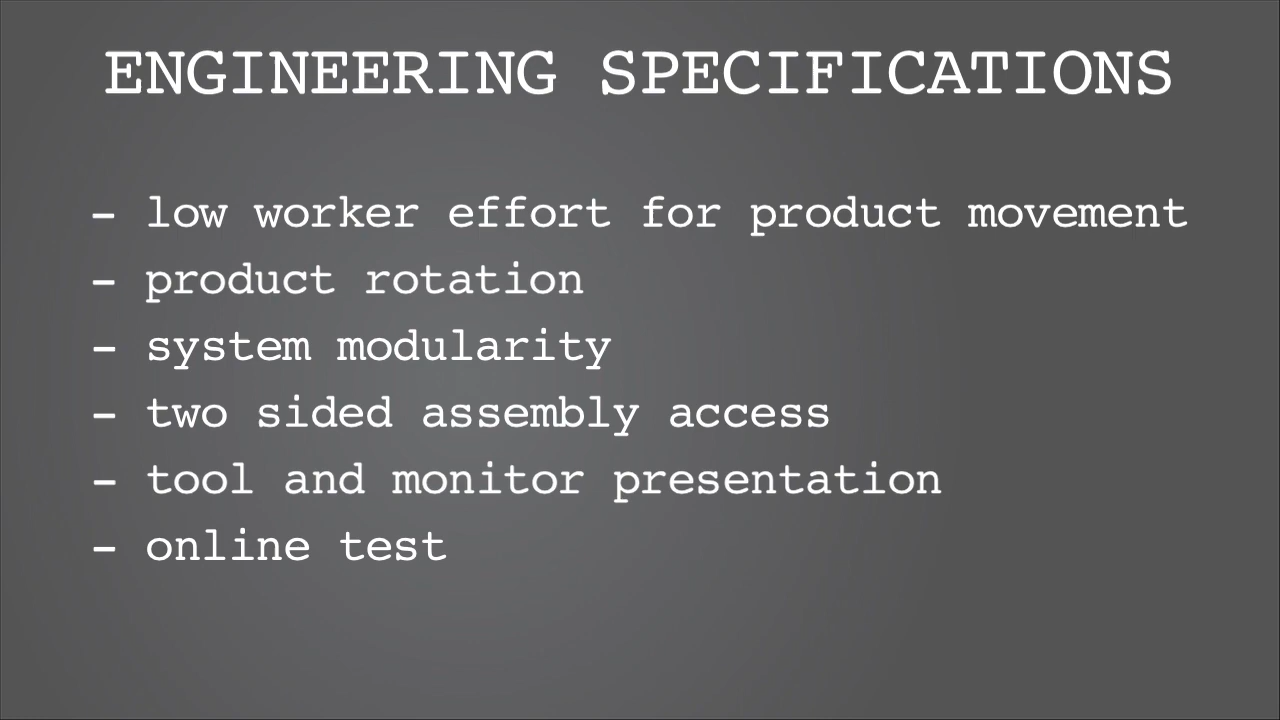 ENGINEERING SPECIFICATIONS
- low worker effort for product movement
- product rotation
- system modularity
- two sided assembly access
- tool and monitor presentation
- online test